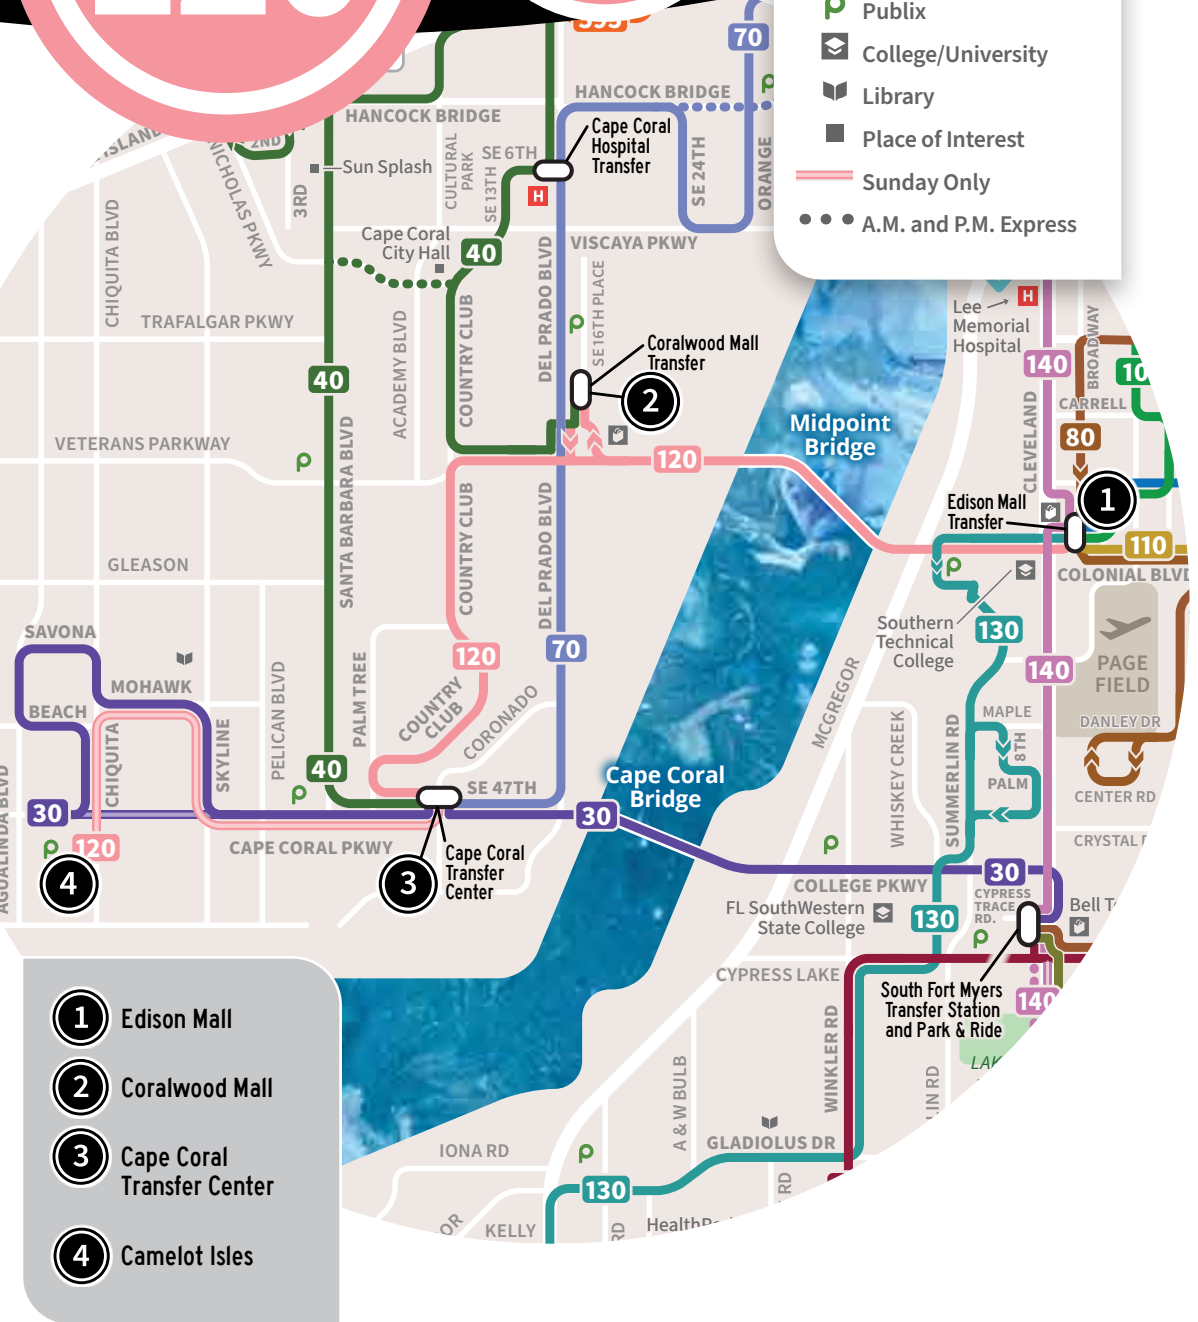 Publix
College/University
Library
Place of Interest
Sunday Only
A.M. and P.M. Express
70
HANCOCK BRIDGE
HANCOCK BRIDGE
Cape Coral
Hospital
Transfer
2ND
Sun Splash
NICHOLAS PKWY
3RD
CULTURAL
PARK
SE 6TH
SE 13TH
H
SE 24TH
ORANGE
CHIQUITA BLVD
Cape Coral
City Hall
40
VISCAYA PKWY
DEL PRADO BLVD
SE 16TH PLACE
COUNTRY CLUB
TRAFALGAR PKWY
ACADEMY BLVD
Lee
Memorial
Hospital
H
BROADWAY
Coralwood Mall
Transfer
2
40
140
10
CARRELL
CLEVELAND
80
Midpoint
Bridge
VETERANS PARKWAY
SANTA BARBARA BLVD
120
COUNTRY CLUB
DEL PRADO BLVD
Edison Mall
Transfer
1
110
COLONIAL BLVD
GLEASON
Southern
Technical
College
130
SAVONA
120
70
140
PAGE
FIELD
MOHAWK
BEACH
CHIQUITA
SKYLINE
PELICAN BLVD
PALM TREE
COUNTRY
CLUB
CORONADO
MCGREGOR
WHISKEY CREEK
SUMMERLIN RD
MAPLE
8TH
PALM
DANLEY DR
CENTER RD
40
SE 47TH
Cape Coral
Bridge
30
30
120
CAPE CORAL PKWY
4
3
Cape Coral
Transfer
Center
CRYSTAL
30
COLLEGE PKWY
CYPRESS
TRACE
RD.
FL SouthWestern
State College
130
Bell
CYPRESS LAKE
South Fort Myers
Transfer Station
and Park & Ride
140
WINKLER RD
A & W BULB
GLADIOLUS DR
IONA RD
130
KELLY
RD
RD
1 Edison Mall
2 Coralwood Mall
3 Cape Coral
Transfer Center
4 Camelot Isles